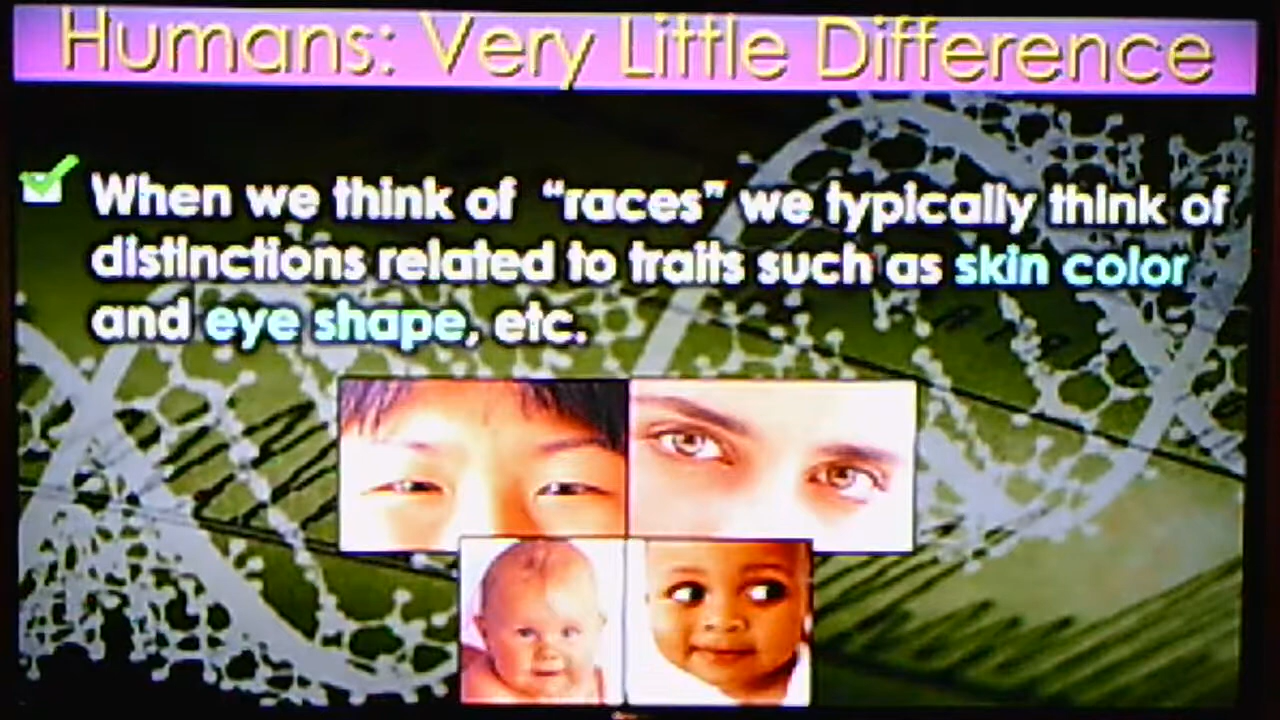 Humans: Very Little Difference
When we think of “races” we typically think of
distinctions related to traits such as skin color
and eye shape, etc.